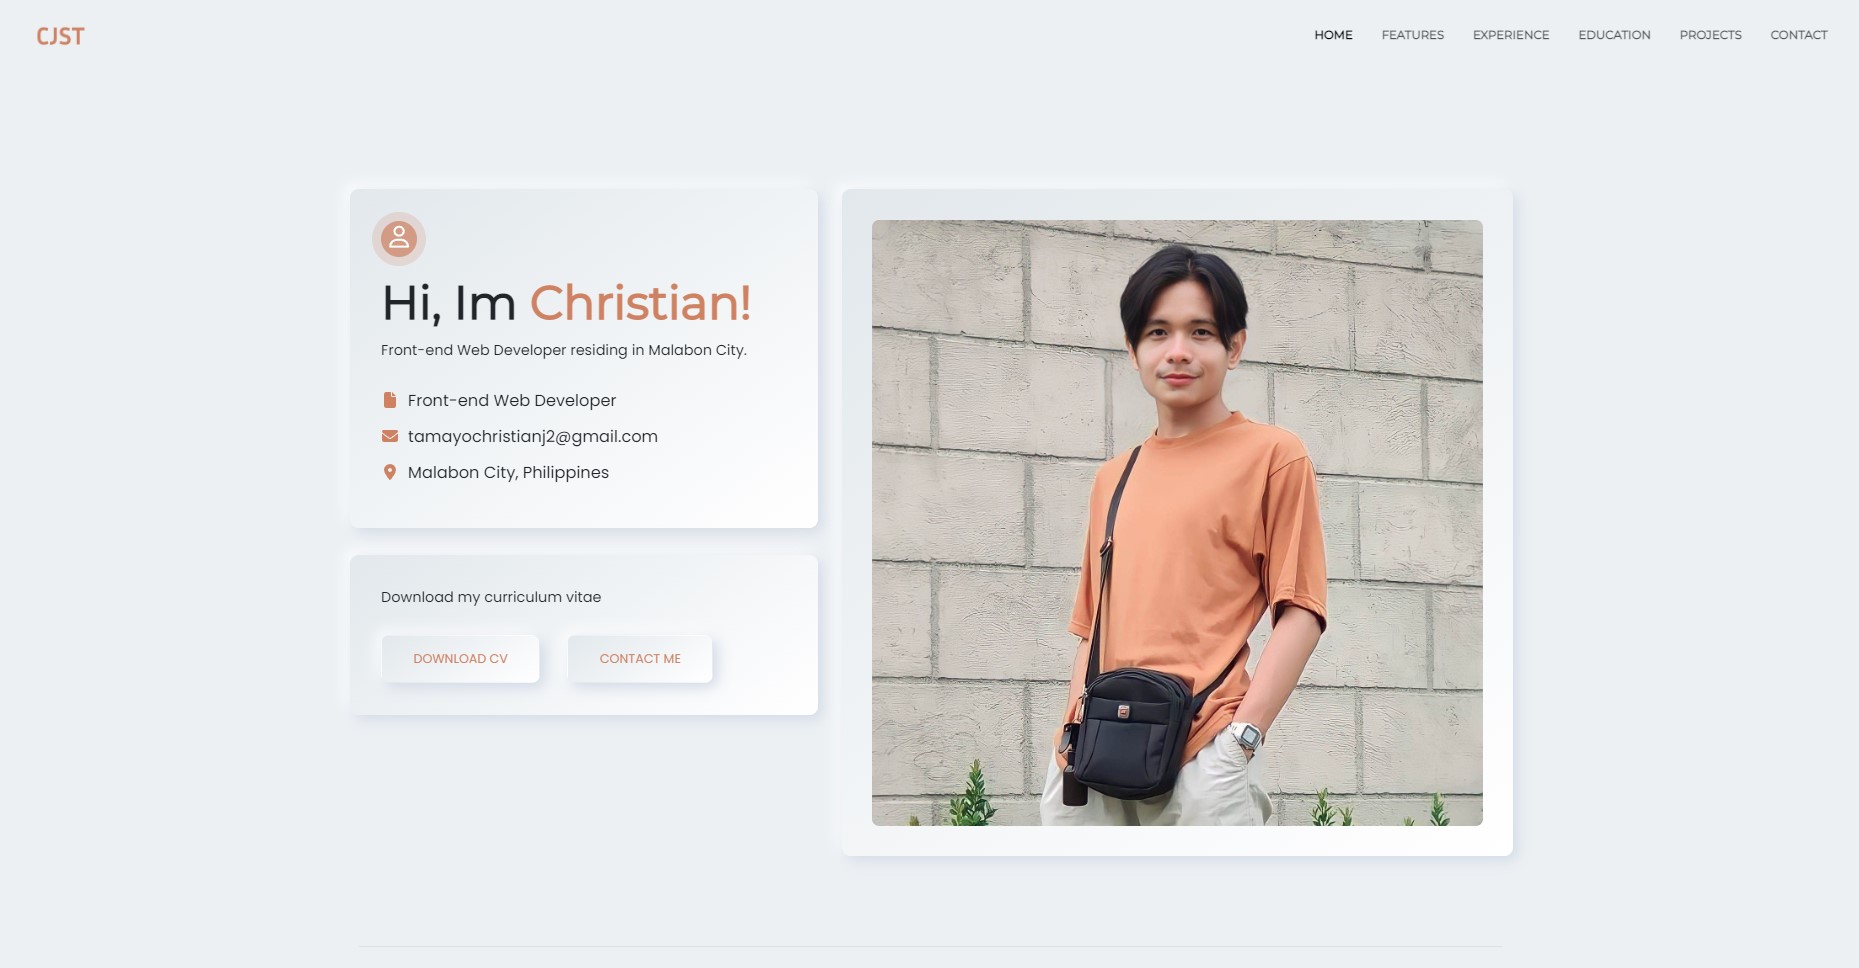 CJST
HOME FEATURES EXPERIENCE EDUCATION PROJECTS CONTACT
Hi, Im Christian!
Front-end Web Developer residing in Malabon City.
Front-end Web Developer
tamayochristianj2@gmail.com
Malabon City, Philippines
Download my curriculum vitae
DOWNLOAD CV CONTACT ME